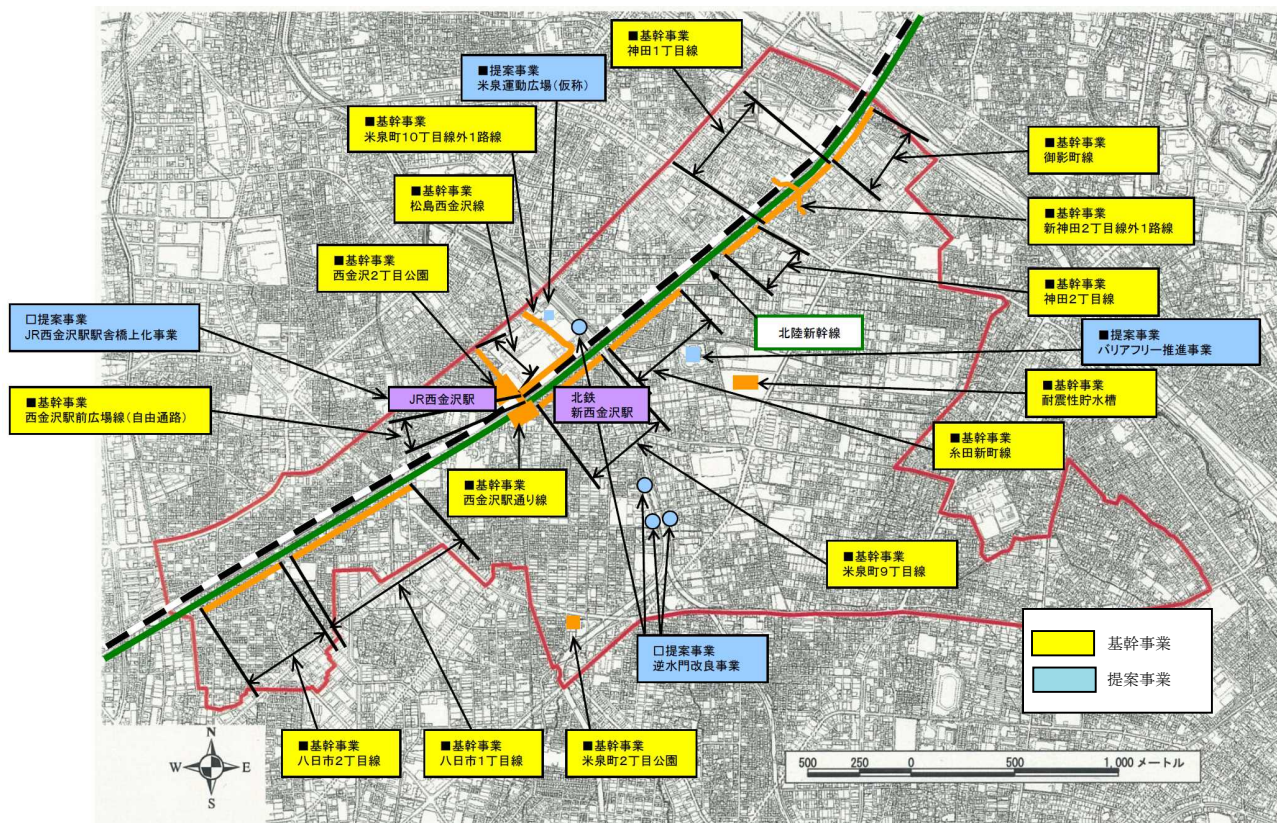 ■基幹事業
神田1丁目線
■提案事業
米泉運動広場(仮称)
■基幹事業
米泉町10丁目線外1路線
■基幹事業
御影町線
■基幹事業
松島西金沢線
■基幹事業
新神田2丁目線外1路線
■基幹事業
西金沢2丁目公園
■基幹事業
神田2丁目線
□提案事業
JR西金沢駅駅舎橋上化事業
北陸新幹線
■提案事業
バリアフリー推進事業
■基幹事業
西金沢駅前広場線(自由通路)
JR西金沢駅
北鉄
新西金沢駅
■基幹事業
耐震性貯水槽
■基幹事業
糸田新町線
■基幹事業
西金沢駅通り線
■基幹事業
米泉町9丁目線
□提案事業
逆水門改良事業
基幹事業
提案事業
■基幹事業
八日市2丁目線
■基幹事業
八日市1丁目線
■基幹事業
米泉町2丁目公園
N
W
E
S
500 250 0 500 1,000 メートル